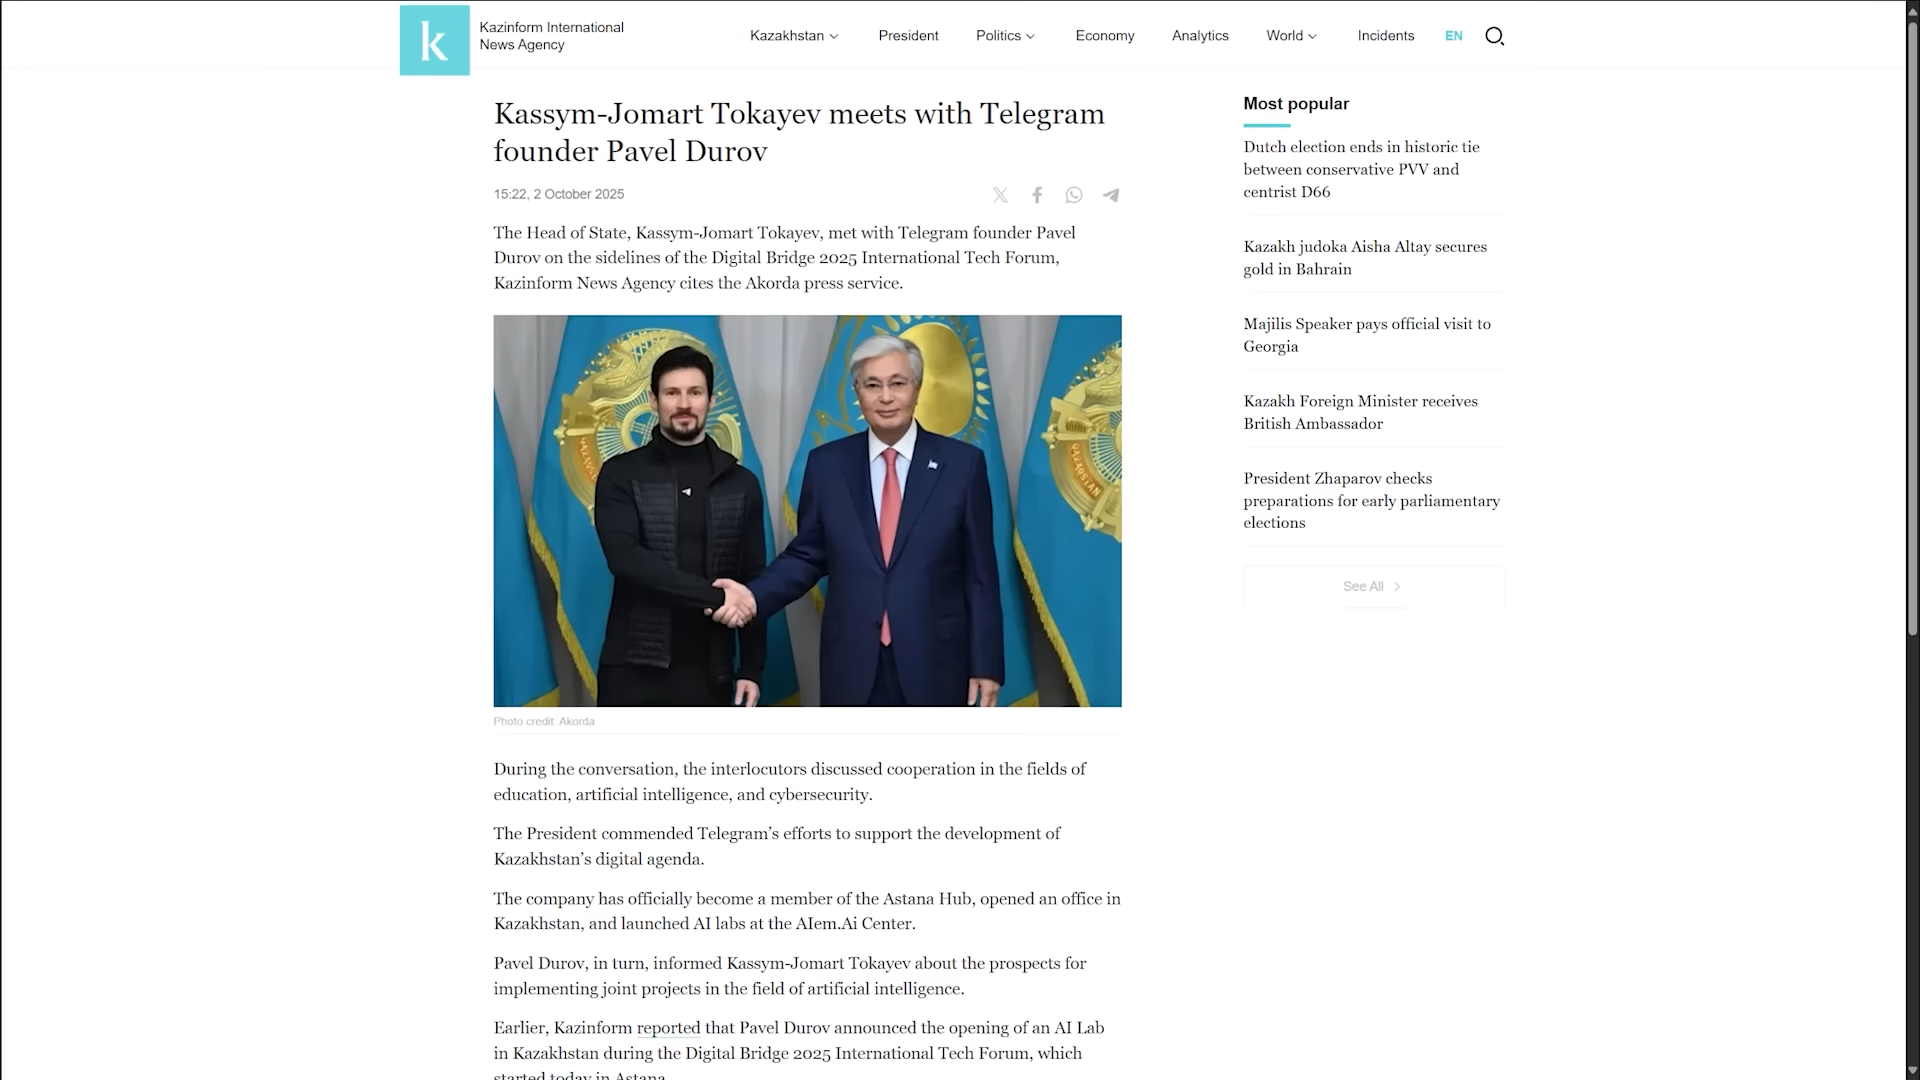 Kazinform International
News Agency
Kazakhstan
President
Politics
Economy
Analytics
World
Incidents
EN
Kassym-Jomart Tokayev meets with Telegram
founder Pavel Durov
15:22, 2 October 2025
The Head of State, Kassym-Jomart Tokayev, met with Telegram founder Pavel
Durov on the sidelines of the Digital Bridge 2025 International Tech Forum,
Kazinform News Agency cites the Akorda press service.
QAZAQSTAN
QAZAQSTAN
Photo credit: Akorda
During the conversation, the interlocutors discussed cooperation in the fields of
education, artificial intelligence, and cybersecurity.
The President commended Telegram’s efforts to support the development of
Kazakhstan’s digital agenda.
The company has officially become a member of the Astana Hub, opened an office in
Kazakhstan, and launched AI labs at the AIem.Ai Center.
Pavel Durov, in turn, informed Kassym-Jomart Tokayev about the prospects for
implementing joint projects in the field of artificial intelligence.
Earlier, Kazinform reported that Pavel Durov announced the opening of an AI Lab
in Kazakhstan during the Digital Bridge 2025 International Tech Forum, which
started today in Astana.
Most popular
Dutch election ends in historic tie
between conservative PVV and
centrist D66
Kazakh judoka Aisha Altay secures
gold in Bahrain
Majilis Speaker pays official visit to
Georgia
Kazakh Foreign Minister receives
British Ambassador
President Zhaparov checks
preparations for early parliamentary
elections
See All